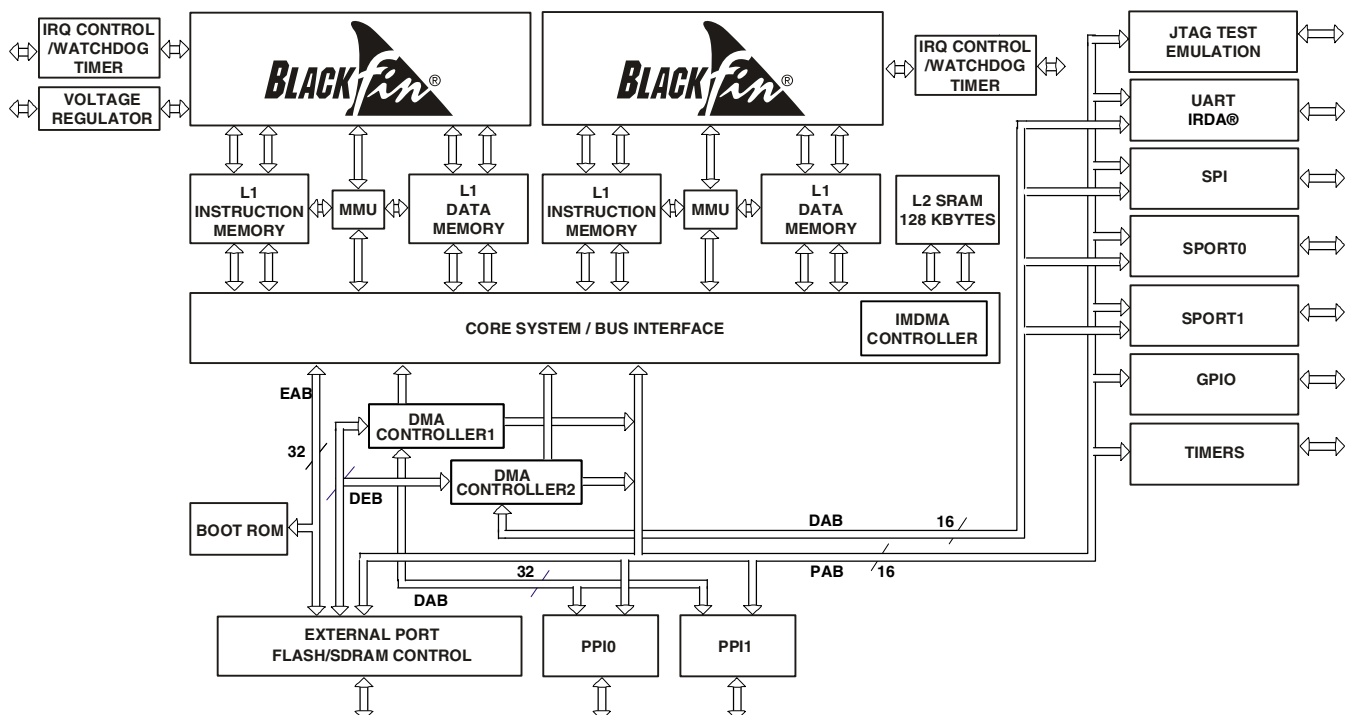 IRQ CONTROL
/WATCHDOG
TIMER
VOLTAGE
REGULATOR
BLACKfin®
BLACKfin®
IRQ CONTROL
/WATCHDOG
TIMER
JTAG TEST
EMULATION
UART
IRDA®
SPI
SPORT0
SPORT1
GPIO
TIMERS
L1
INSTRUCTION
MEMORY
MMU
L1
DATA
MEMORY
L1
INSTRUCTION
MEMORY
MMU
L1
DATA
MEMORY
L2 SRAM
128 KBYTES
CORE SYSTEM / BUS INTERFACE
IMDMA
CONTROLLER
EAB
32
DMA
CONTROLLER1
DMA
CONTROLLER2
DEB
BOOT ROM
DAB
16
PAB
16
32
DAB
EXTERNAL PORT
FLASH/SDRAM CONTROL
PPI0
PPI1